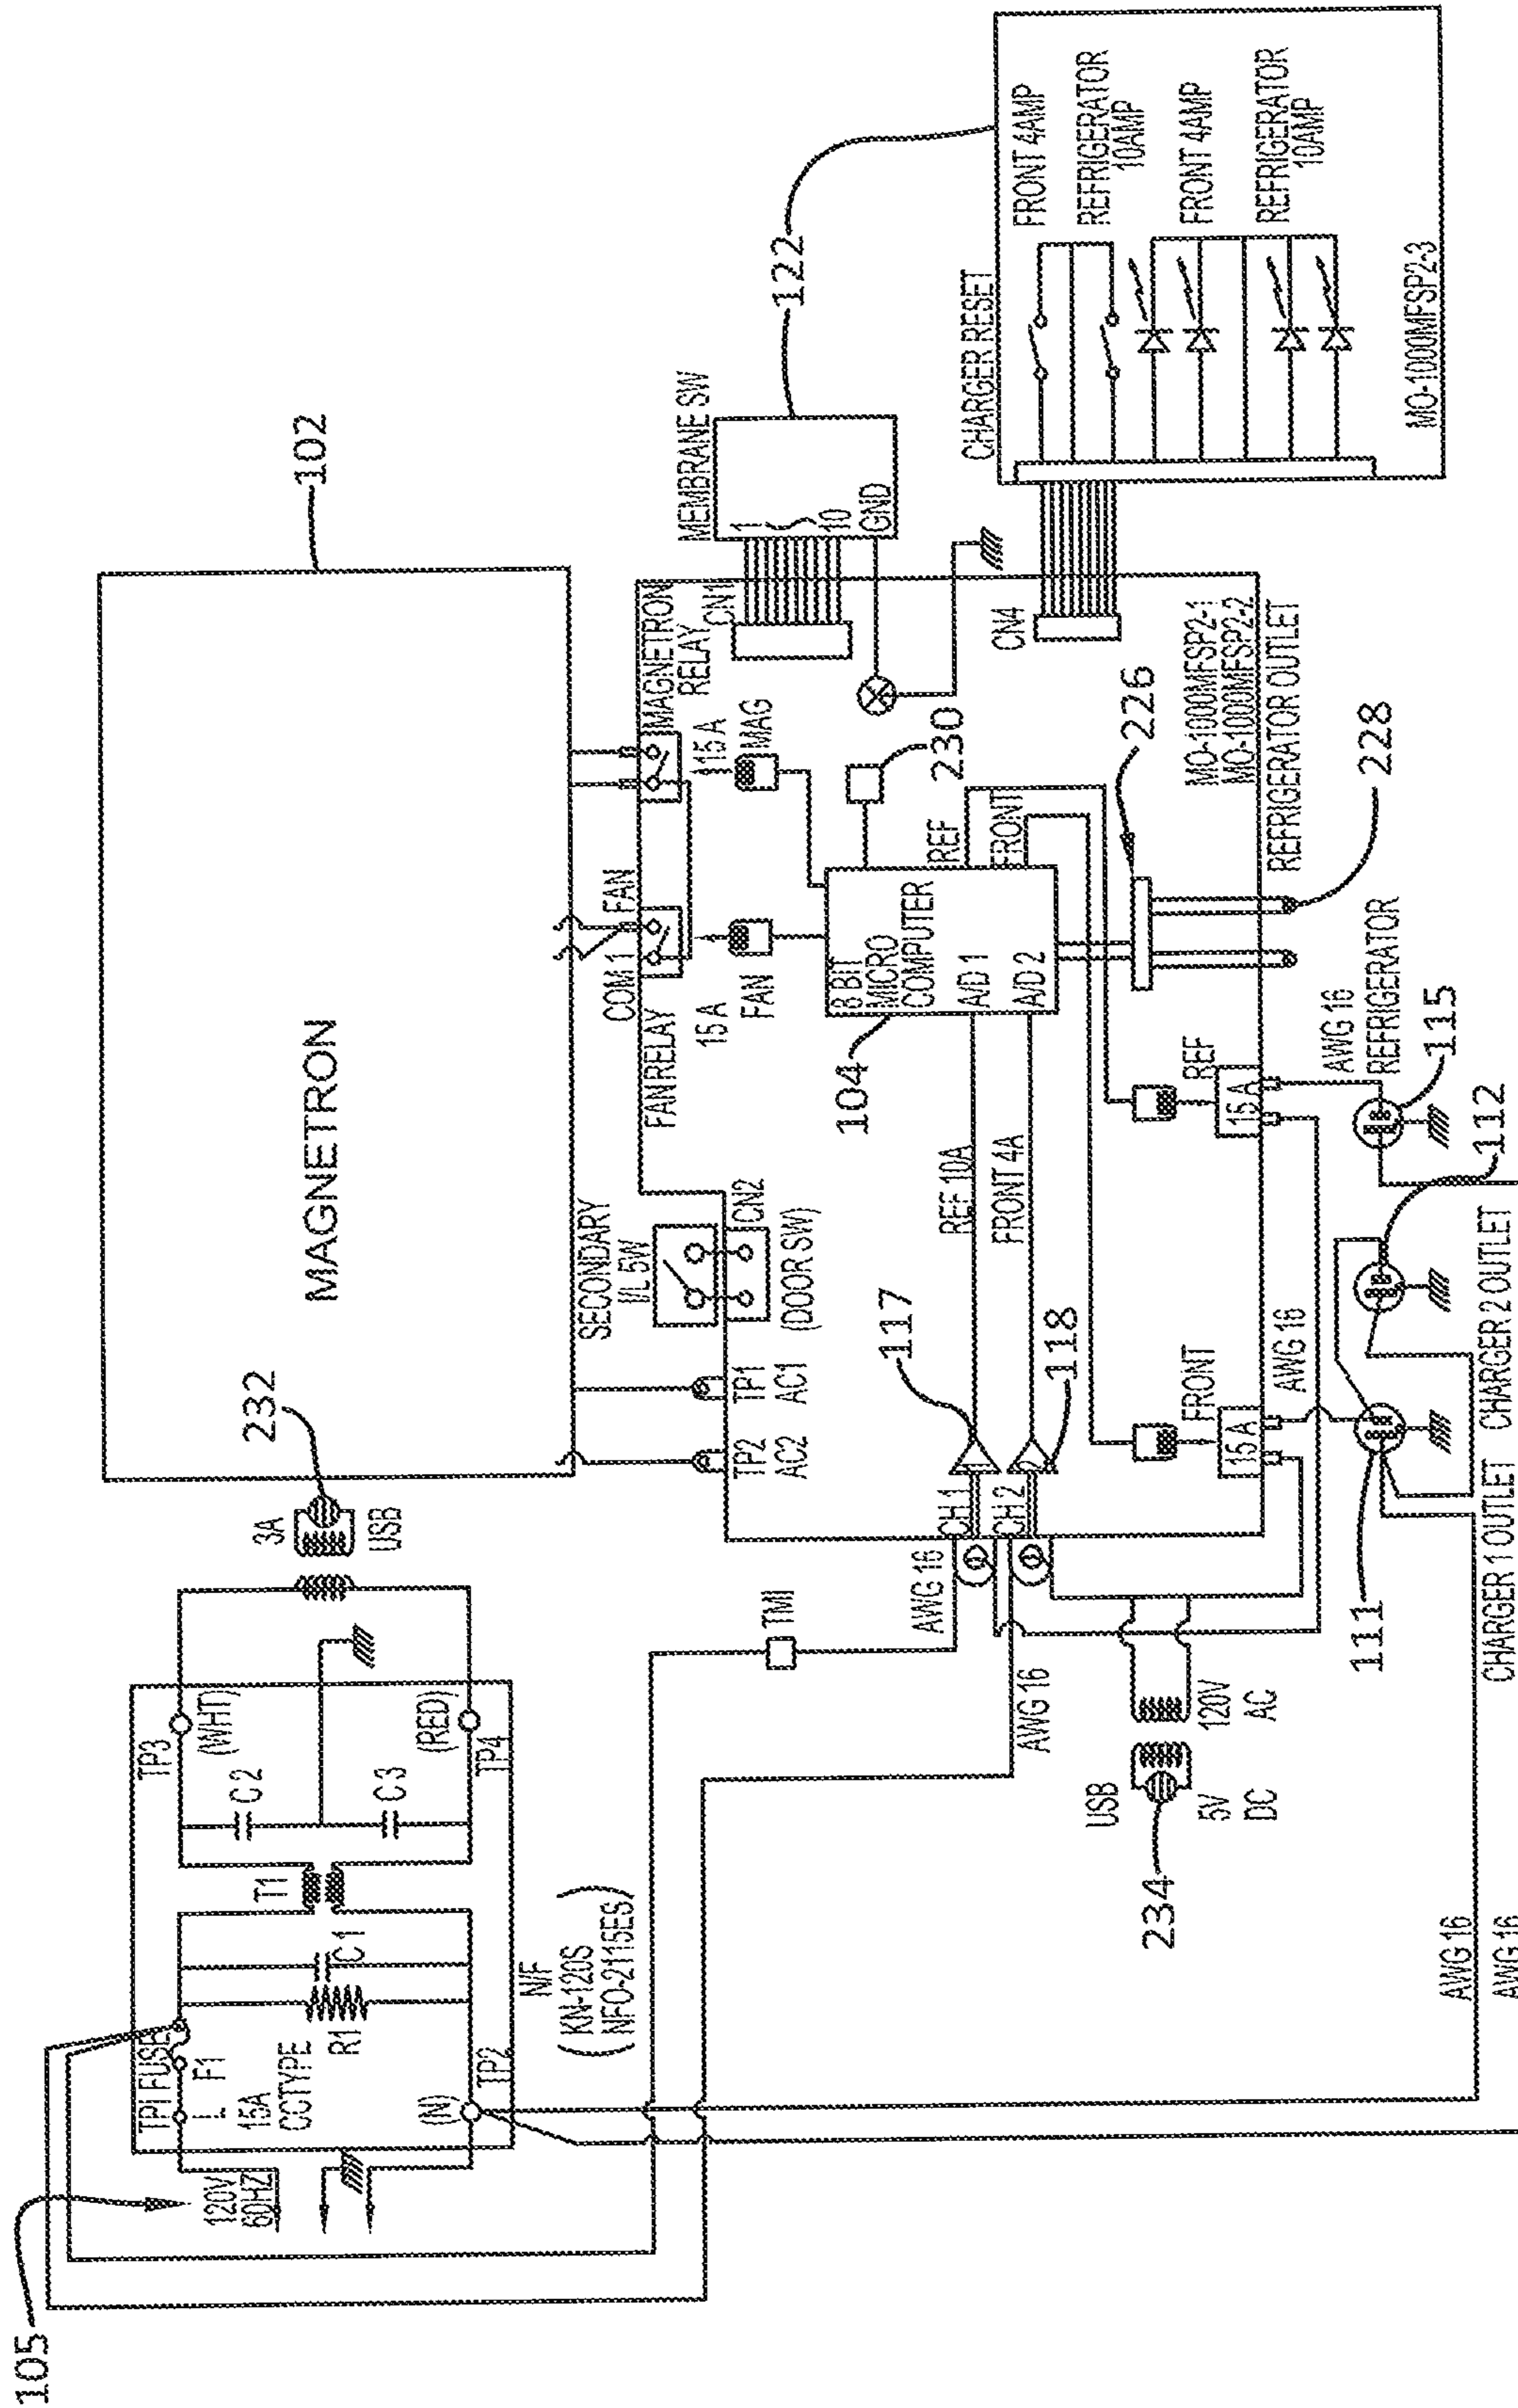 105
120V
60HZ
TPI FUSE
L F1
15A
CCTYPE
R1
C1
(N)
TP2
T1
C2
C3
TP3
(WHT)
(RED)
TP4
N/F
(KN-120S
NFO-2115ES)
3A
USB
232
MAGNETRON
102
TMI
AWG 16
AWG 16
USB
5V
DC
120V
AC
234
TP2
AC2
TP1
AC1
SECONDARY
I/L 5W
CN2
(DOOR SW)
FAN RELAY
COM 1
FAN
15 A
FAN
MAGNETRON
RELAY
15 A
MAG
CN1
MEMBRANE SW
1
10
GND
122
CH 1
CH 2
117
118
REF 10A
FRONT 4A
104
8 BIT
MICRO
COMPUTER
A/D 1
A/D 2
REF
FRONT
230
226
228
CN4
MO-1000MFSP2-1
MO-1000MFSP2-2
REFRIGERATOR OUTLET
CHARGER RESET
FRONT 4AMP
REFRIGERATOR
10AMP
FRONT 4AMP
REFRIGERATOR
10AMP
MO-1000MFSP2-3
FRONT
15 A
AWG 16
REF
15 A
AWG 16
REFRIGERATOR
115
112
111
CHARGER 1 OUTLET
CHARGER 2 OUTLET
AWG 16
AWG 16